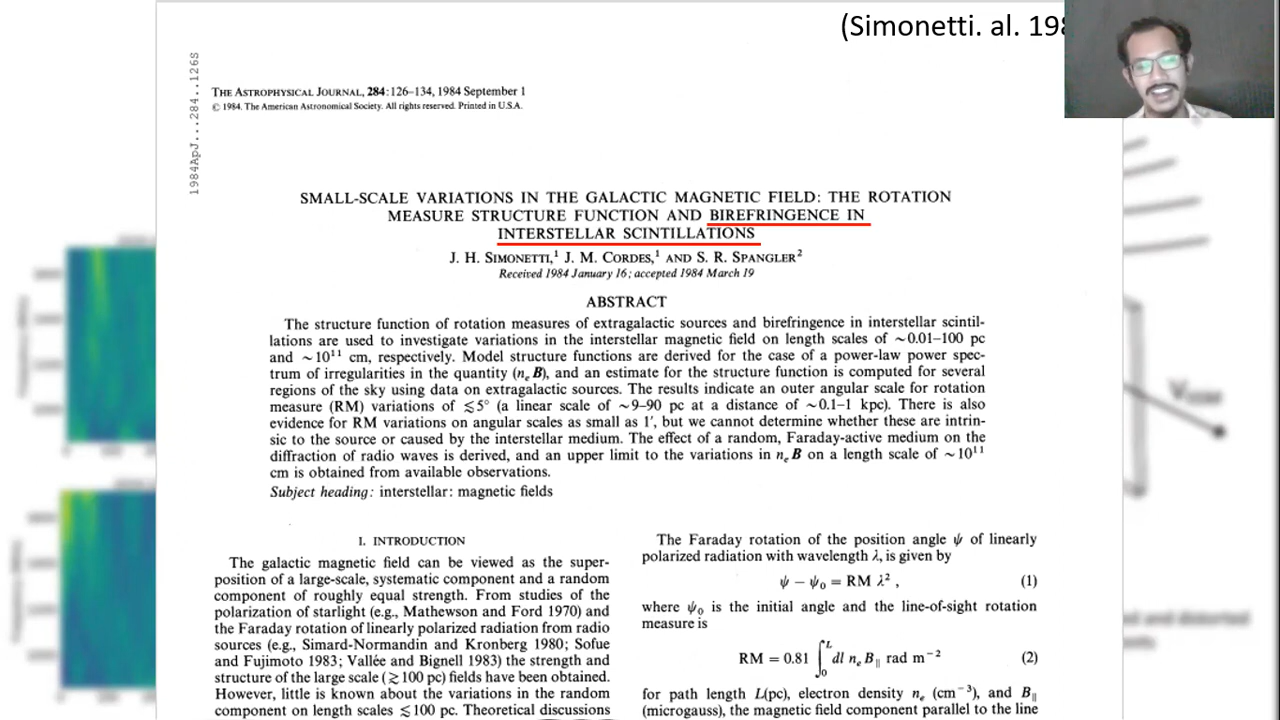 (Simonetti. al. 198
1984ApJ...284..126S
THE ASTROPHYSICAL JOURNAL, 284:126–134, 1984 September 1
© 1984. The American Astronomical Society. All rights reserved. Printed in U.S.A.
SMALL-SCALE VARIATIONS IN THE GALACTIC MAGNETIC FIELD: THE ROTATION
MEASURE STRUCTURE FUNCTION AND BIREFRINGENCE IN
INTERSTELLAR SCINTILLATIONS
J. H. SIMONETTI,¹ J. M. CORDES,¹ AND S. R. SPANGLER²
Received 1984 January 16; accepted 1984 March 19
ABSTRACT
The structure function of rotation measures of extragalactic sources and birefringence in interstellar scintil-
lations are used to investigate variations in the interstellar magnetic field on length scales of ~0.01–100 pc
and ~10¹¹ cm, respectively. Model structure functions are derived for the case of a power-law power spec-
trum of irregularities in the quantity (nₑB), and an estimate for the structure function is computed for several
regions of the sky using data on extragalactic sources. The results indicate an outer angular scale for rotation
measure (RM) variations of ≲5° (a linear scale of ~9–90 pc at a distance of ~0.1–1 kpc). There is also
evidence for RM variations on angular scales as small as 1′, but we cannot determine whether these are intrin-
sic to the source or caused by the interstellar medium. The effect of a random, Faraday-active medium on the
diffraction of radio waves is derived, and an upper limit to the variations in nₑB on a length scale of ~10¹¹
cm is obtained from available observations.
Subject heading: interstellar: magnetic fields
I. INTRODUCTION
The galactic magnetic field can be viewed as the super-
position of a large-scale, systematic component and a random
component of roughly equal strength. From studies of the
polarization of starlight (e.g., Mathewson and Ford 1970) and
the Faraday rotation of linearly polarized radiation from radio
sources (e.g., Simard-Normandin and Kronberg 1980; Sofue
and Fujimoto 1983; Vallée and Bignell 1983) the strength and
structure of the large scale (≳100 pc) fields have been obtained.
However, little is known about the variations in the random
component on length scales ≲100 pc. Theoretical discussions
The Faraday rotation of the position angle ψ of linearly
polarized radiation with wavelength λ, is given by
ψ − ψ₀ = RM λ² , (1)
where ψ₀ is the initial angle and the line-of-sight rotation
measure is
RM = 0.81 ∫₀ᴸ dl nₑ B∥ rad m⁻² (2)
for path length L(pc), electron density nₑ (cm⁻³), and B∥
(microgauss), the magnetic field component parallel to the line